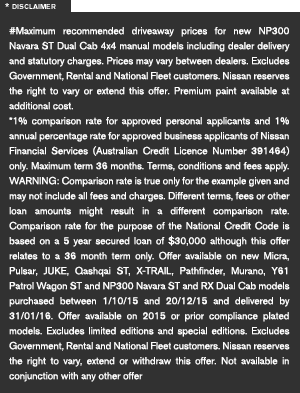 * DISCLAIMER
#Maximum recommended driveaway prices for new NP300
Navara ST Dual Cab 4x4 manual models including dealer delivery
and statutory charges. Prices may vary between dealers. Excludes
Government, Rental and National Fleet customers. Nissan reserves
the right to vary or extend this offer. Premium paint available at
additional cost.
*1% comparison rate for approved personal applicants and 1%
annual percentage rate for approved business applicants of Nissan
Financial Services (Australian Credit Licence Number 391464)
only. Maximum term 36 months. Terms, conditions and fees apply.
WARNING: Comparison rate is true only for the example given and
may not include all fees and charges. Different terms, fees or other
loan amounts might result in a different comparison rate.
Comparison rate for the purpose of the National Credit Code is
based on a 5 year secured loan of $30,000 although this offer
relates to a 36 month term only. Offer available on new Micra,
Pulsar, JUKE, Qashqai ST, X-TRAIL, Pathfinder, Murano, Y61
Patrol Wagon ST and NP300 Navara ST and RX Dual Cab models
purchased between 1/10/15 and 20/12/15 and delivered by
31/01/16. Offer available on 2015 or prior compliance plated
models. Excludes limited editions and special editions. Excludes
Government, Rental and National Fleet customers. Nissan reserves
the right to vary, extend or withdraw this offer. Not available in
conjunction with any other offer